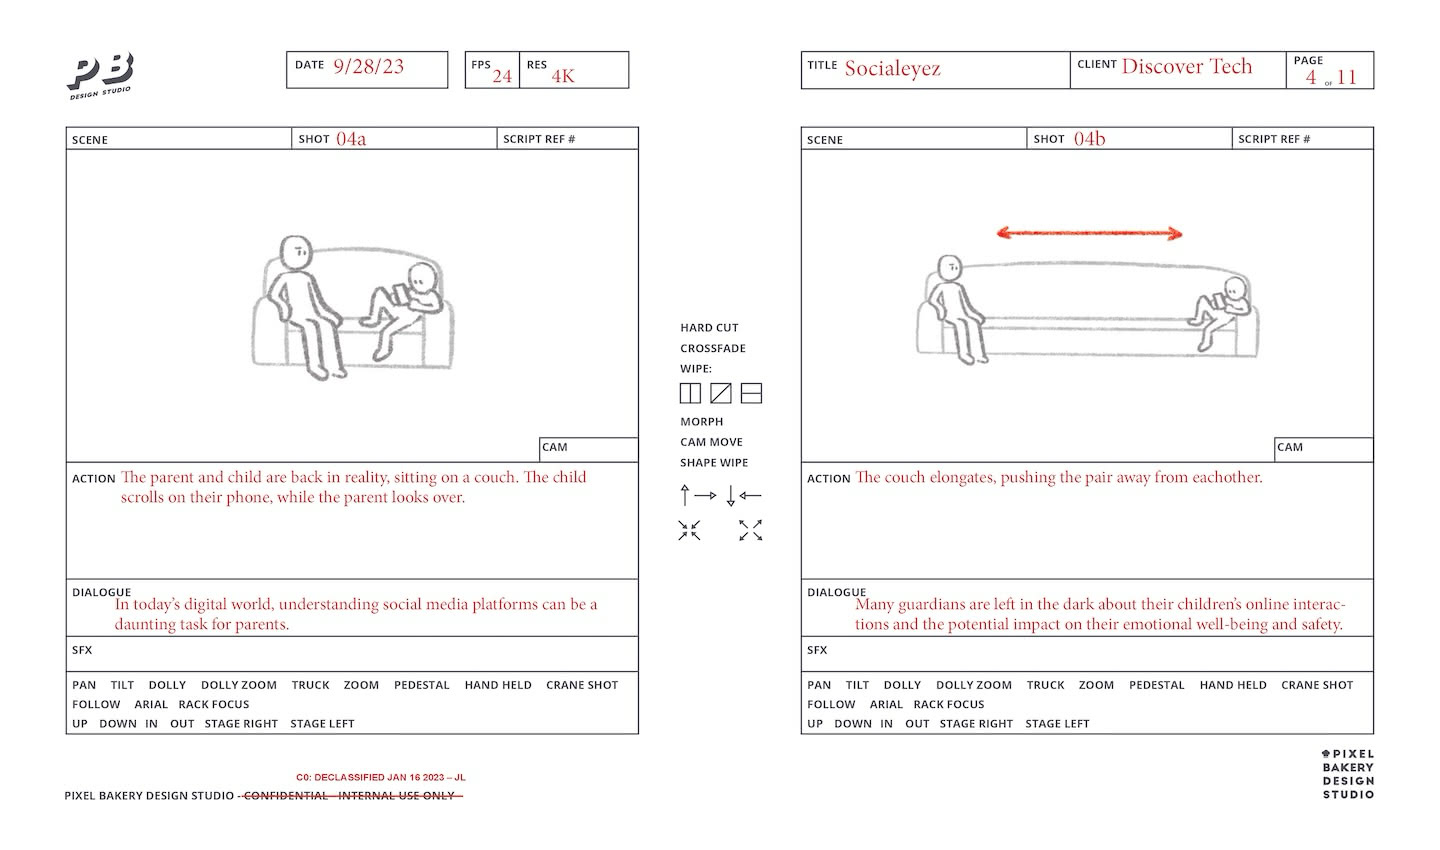 PB
DESIGN STUDIO
DATE 9/28/23
FPS 24
RES 4K
TITLE Socialeyez
CLIENT Discover Tech
PAGE 4 of 11
SCENE
SHOT 04a
SCRIPT REF #
CAM
ACTION The parent and child are back in reality, sitting on a couch. The child
scrolls on their phone, while the parent looks over.
DIALOGUE
In today's digital world, understanding social media platforms can be a
daunting task for parents.
SFX
PAN TILT DOLLY DOLLY ZOOM TRUCK ZOOM PEDESTAL HAND HELD CRANE SHOT
FOLLOW ARIAL RACK FOCUS
UP DOWN IN OUT STAGE RIGHT STAGE LEFT
HARD CUT
CROSSFADE
WIPE:
MORPH
CAM MOVE
SHAPE WIPE
SCENE
SHOT 04b
SCRIPT REF #
CAM
ACTION The couch elongates, pushing the pair away from eachother.
DIALOGUE
Many guardians are left in the dark about their children's online interac-
tions and the potential impact on their emotional well-being and safety.
SFX
PAN TILT DOLLY DOLLY ZOOM TRUCK ZOOM PEDESTAL HAND HELD CRANE SHOT
FOLLOW ARIAL RACK FOCUS
UP DOWN IN OUT STAGE RIGHT STAGE LEFT
C0: DECLASSIFIED JAN 16 2023 – JL
PIXEL BAKERY DESIGN STUDIO - CONFIDENTIAL - INTERNAL USE ONLY
PIXEL
BAKERY
DESIGN
STUDIO